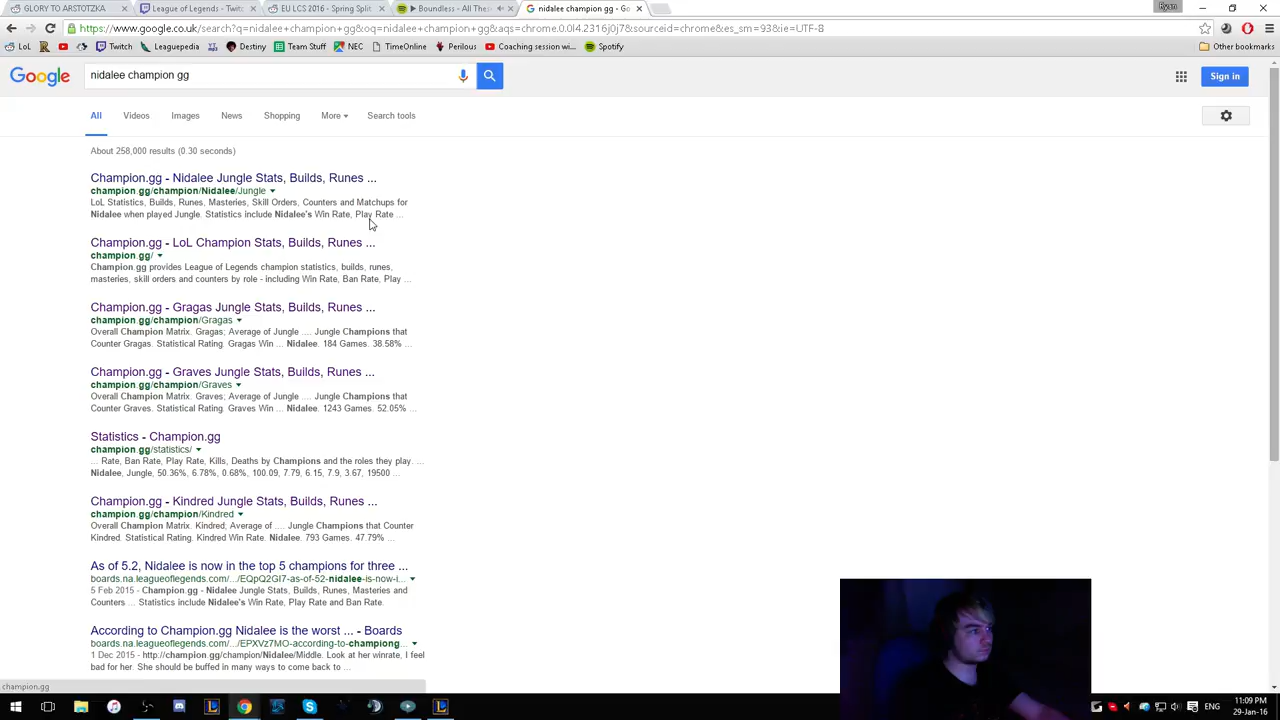 GLORY TO ARSTOTZKA
League of Legends - Twit
EU LCS 2016 - Spring Split
Boundless - All The
nidalee champion gg - Go
Ryan
https://www.google.co.uk/search?q=nidalee+champion+gg&oq=nidalee+champion+gg&aqs=chrome.0.0l4.2316j0j7&sourceid=chrome&es_sm=93&ie=UTF-8
LoL
Twitch
Leaguepedia
Destiny
Team Stuff
NEC
TimeOnline
Perilous
Coaching session wi
Spotify
Other bookmarks
Google
nidalee champion gg
Sign in
All Videos Images News Shopping More Search tools
About 258,000 results (0.30 seconds)
Champion.gg - Nidalee Jungle Stats, Builds, Runes ...
champion.gg/champion/Nidalee/Jungle
LoL Statistics, Builds, Runes, Masteries, Skill Orders, Counters and Matchups for
Nidalee when played Jungle. Statistics include Nidalee's Win Rate, Play Rate ...
Champion.gg - LoL Champion Stats, Builds, Runes ...
champion.gg/
Champion.gg provides League of Legends champion statistics, builds, runes,
masteries, skill orders and counters by role - including Win Rate, Ban Rate, Play ...
Champion.gg - Gragas Jungle Stats, Builds, Runes ...
champion.gg/champion/Gragas
Overall Champion Matrix. Gragas; Average of Jungle .... Jungle Champions that
Counter Gragas. Statistical Rating. Gragas Win ... Nidalee. 184 Games. 38.58% ...
Champion.gg - Graves Jungle Stats, Builds, Runes ...
champion.gg/champion/Graves
Overall Champion Matrix. Graves; Average of Jungle .... Jungle Champions that
Counter Graves. Statistical Rating. Graves Win ... Nidalee. 1243 Games. 52.05% ...
Statistics - Champion.gg
champion.gg/statistics/
... Rate, Ban Rate, Play Rate, Kills, Deaths by Champions and the roles they play. ...
Nidalee, Jungle, 50.36%, 6.78%, 0.68%, 100.09, 7.79, 6.15, 7.9, 3.67, 19500 ...
Champion.gg - Kindred Jungle Stats, Builds, Runes ...
champion.gg/champion/Kindred
Overall Champion Matrix. Kindred; Average of .... Jungle Champions that Counter
Kindred. Statistical Rating. Kindred Win Rate. Nidalee. 793 Games. 47.79% ...
As of 5.2, Nidalee is now in the top 5 champions for three ...
boards.na.leagueoflegends.com/.../EQpQ2GI7-as-of-52-nidalee-is-now-i...
5 Feb 2015 - Champion.gg - Nidalee Jungle Stats, Builds, Runes, Masteries and
Counters ... Statistics include Nidalee's Win Rate, Play Rate and Ban Rate.
According to Champion.gg Nidalee is the worst ... - Boards
boards.na.leagueoflegends.com/.../EPXVz7MO-according-to-championg...
1 Dec 2015 - http://champion.gg/champion/Nidalee/Middle. Look at her winrate, I feel
bad for her. She should be buffed in many ways to come back to ...
champion.gg
ENG
11:09 PM
29-Jan-16